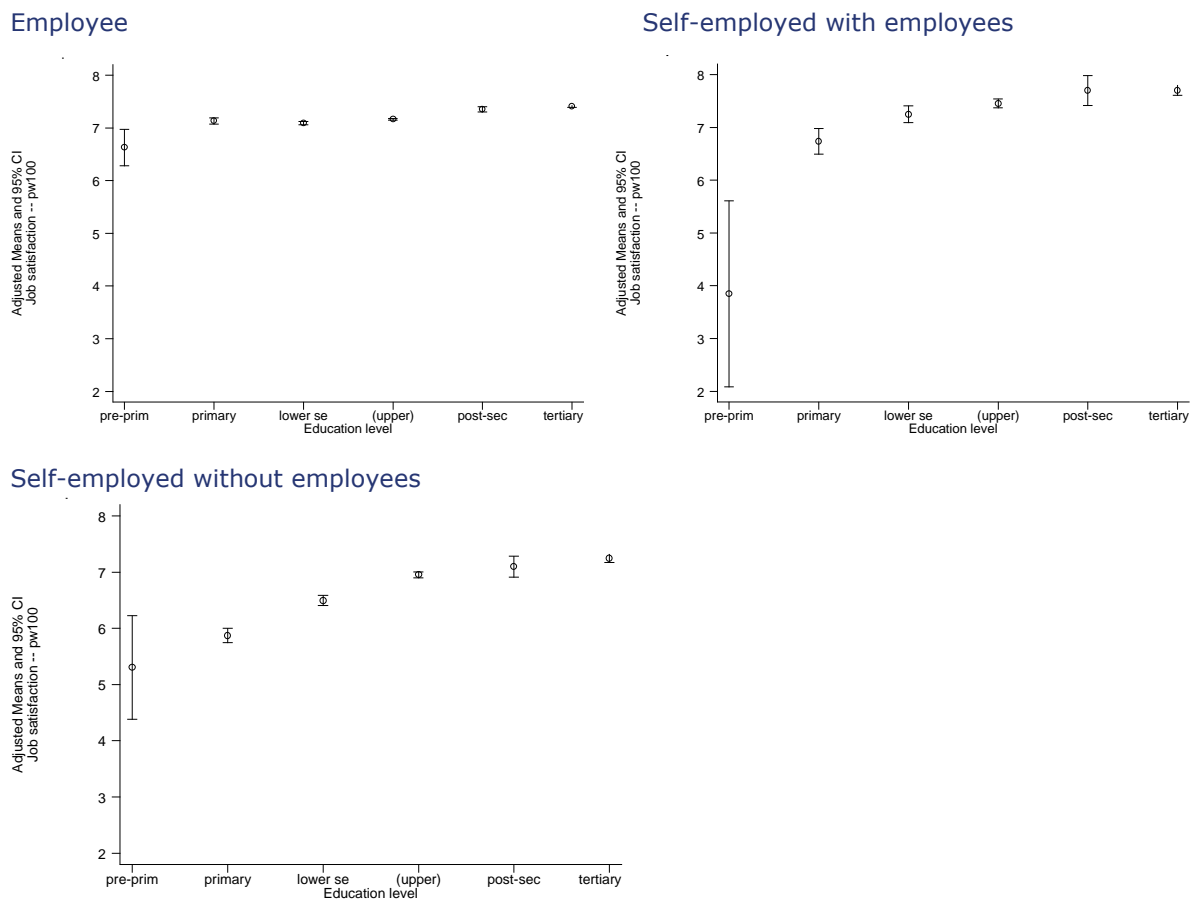 Employee
Adjusted Means and 95% CI
Job satisfaction -- pw100
8
7
6
5
4
3
2
pre-prim primary lower se (upper) post-sec tertiary
Education level
Self-employed with employees
Adjusted Means and 95% CI
Job satisfaction -- pw100
8
7
6
5
4
3
2
pre-prim primary lower se (upper) post-sec tertiary
Education level
Self-employed without employees
Adjusted Means and 95% CI
Job satisfaction -- pw100
8
7
6
5
4
3
2
pre-prim primary lower se (upper) post-sec tertiary
Education level